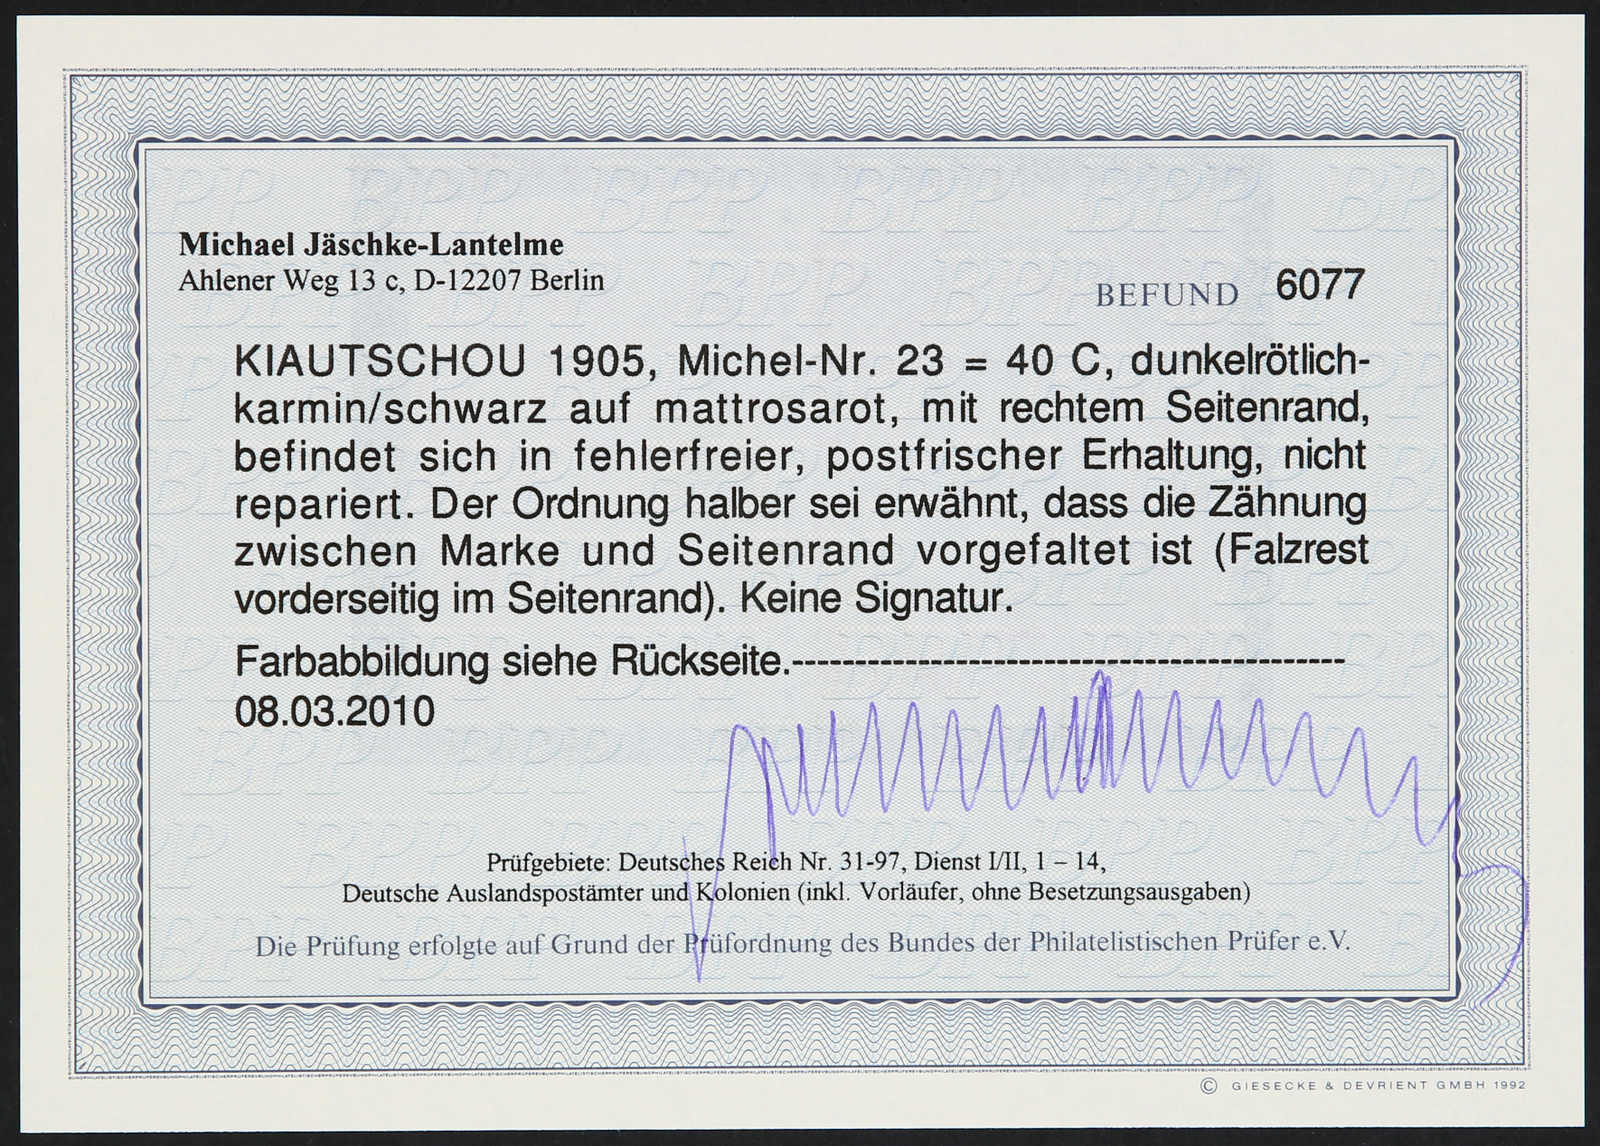 Michael Jäschke-Lantelme
Ahlener Weg 13 c, D-12207 Berlin
BEFUND 6077
KIAUTSCHOU 1905, Michel-Nr. 23 = 40 C, dunkelrötlich-
karmin/schwarz auf mattrosarot, mit rechtem Seitenrand,
befindet sich in fehlerfreier, postfrischer Erhaltung, nicht
repariert. Der Ordnung halber sei erwähnt, dass die Zähnung
zwischen Marke und Seitenrand vorgefaltet ist (Falzrest
vorderseitig im Seitenrand). Keine Signatur.
Farbabbildung siehe Rückseite.--------------------------------------------
08.03.2010
Prüfgebiete: Deutsches Reich Nr. 31-97, Dienst I/II, 1 – 14,
Deutsche Auslandspostämter und Kolonien (inkl. Vorläufer, ohne Besetzungsausgaben)
Die Prüfung erfolgte auf Grund der Prüfordnung des Bundes der Philatelistischen Prüfer e.V.
© GIESECKE & DEVRIENT GMBH 1992